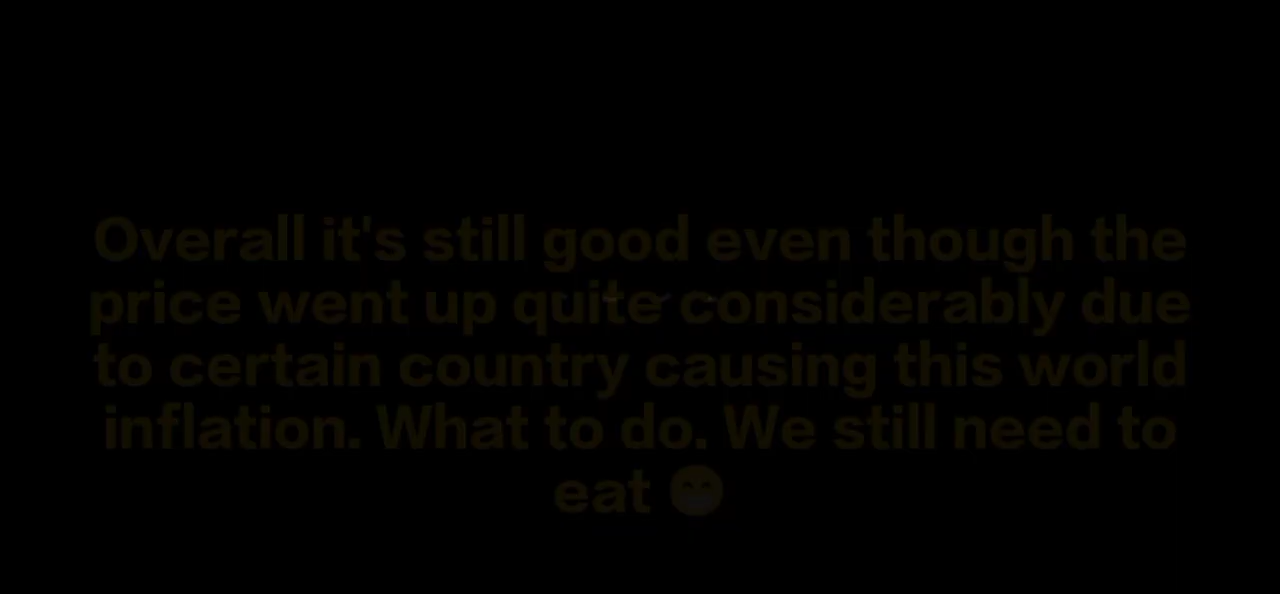 Overall it's still good even though the
price went up quite considerably due
to certain country causing this world
inflation. What to do. We still need to
eat 😁